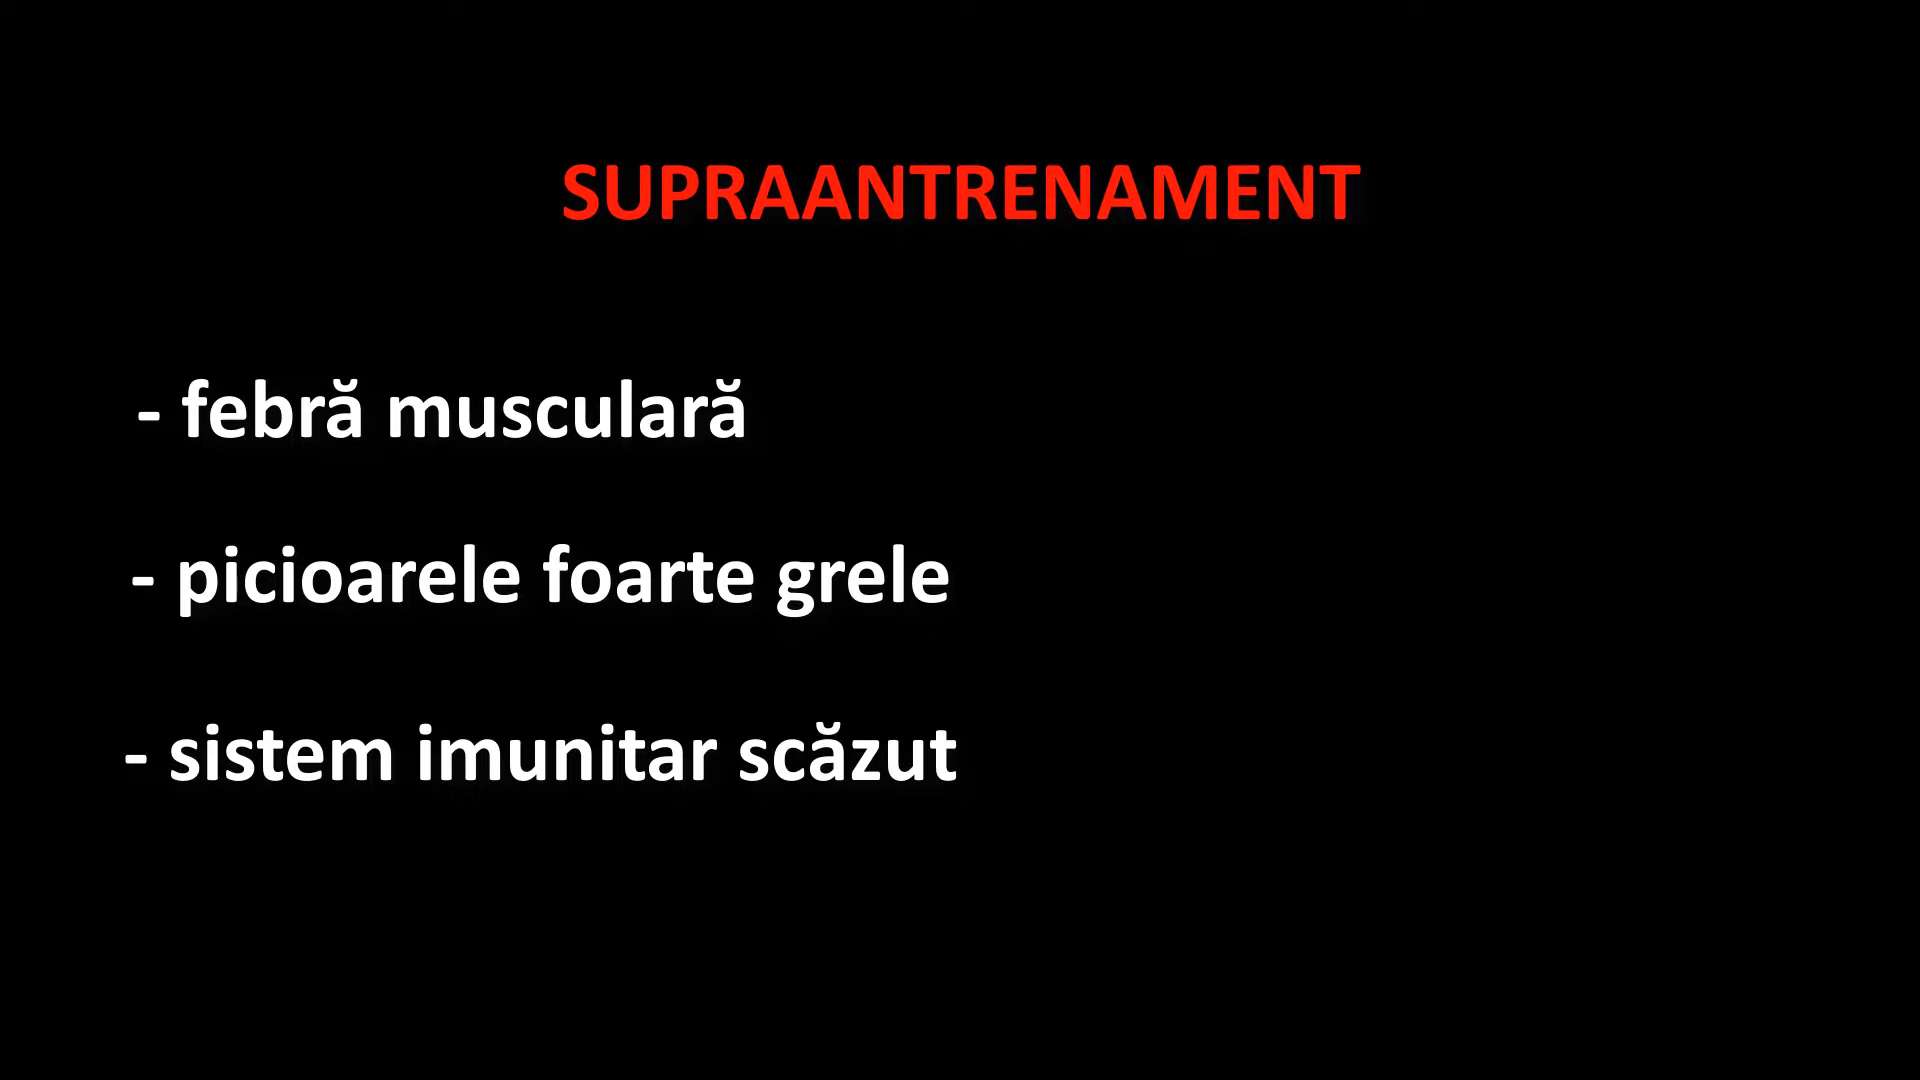 SUPRAANTRENAMENT
- febră musculară
- picioarele foarte grele
- sistem imunitar scăzut